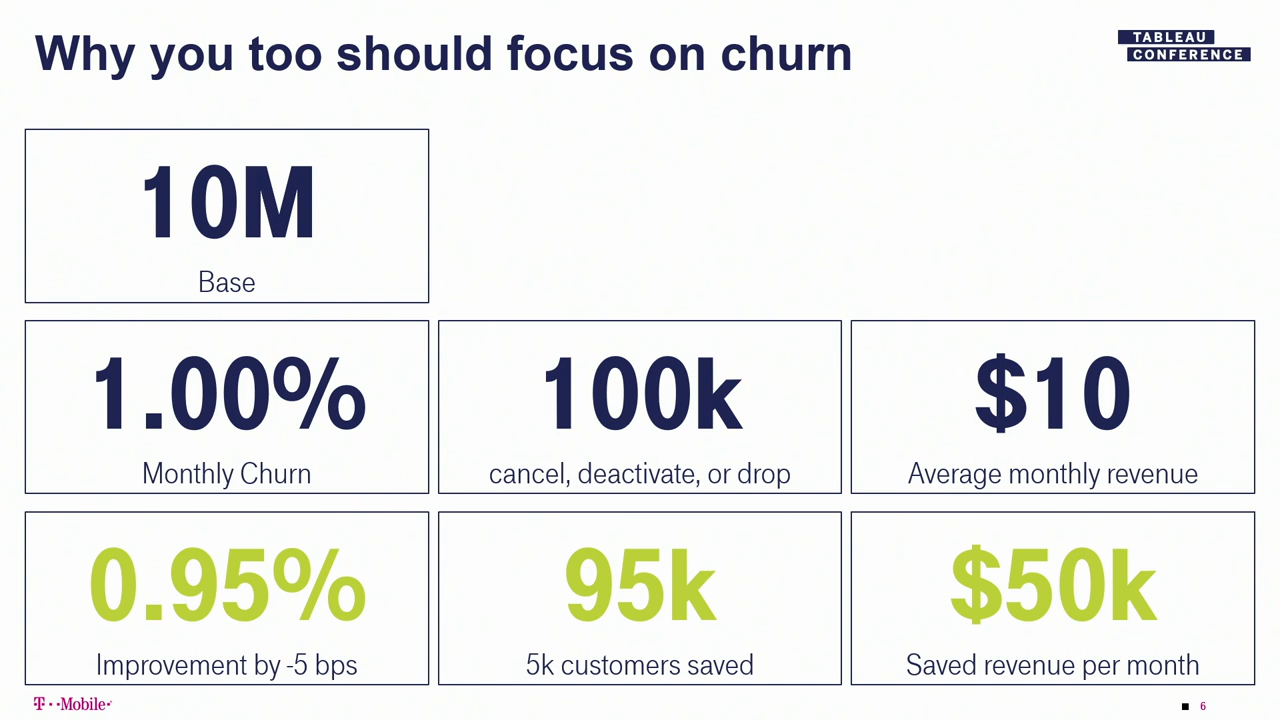 Why you too should focus on churn
TABLEAU
CONFERENCE
10M
Base
1.00%
Monthly Churn
100k
cancel, deactivate, or drop
$10
Average monthly revenue
0.95%
Improvement by -5 bps
95k
5k customers saved
$50k
Saved revenue per month
T··Mobile·
6